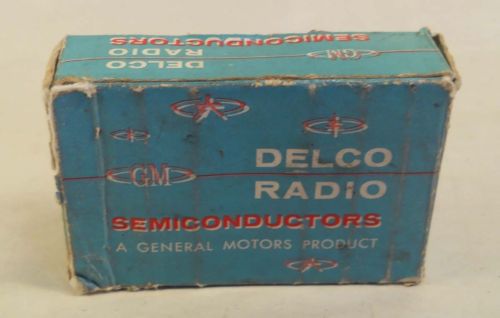 DELCO
RADIO
SEMICONDUCTORS
GM
DELCO
GM
RADIO
SEMICONDUCTORS
A GENERAL MOTORS PRODUCT